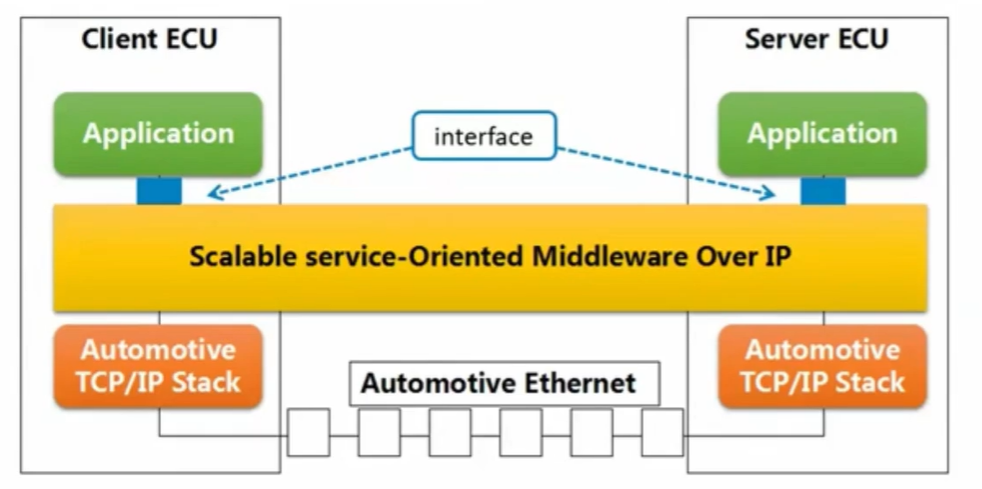 Client ECU
Server ECU
Application
interface
Application
Scalable service-Oriented Middleware Over IP
Automotive
TCP/IP Stack
Automotive Ethernet
Automotive
TCP/IP Stack